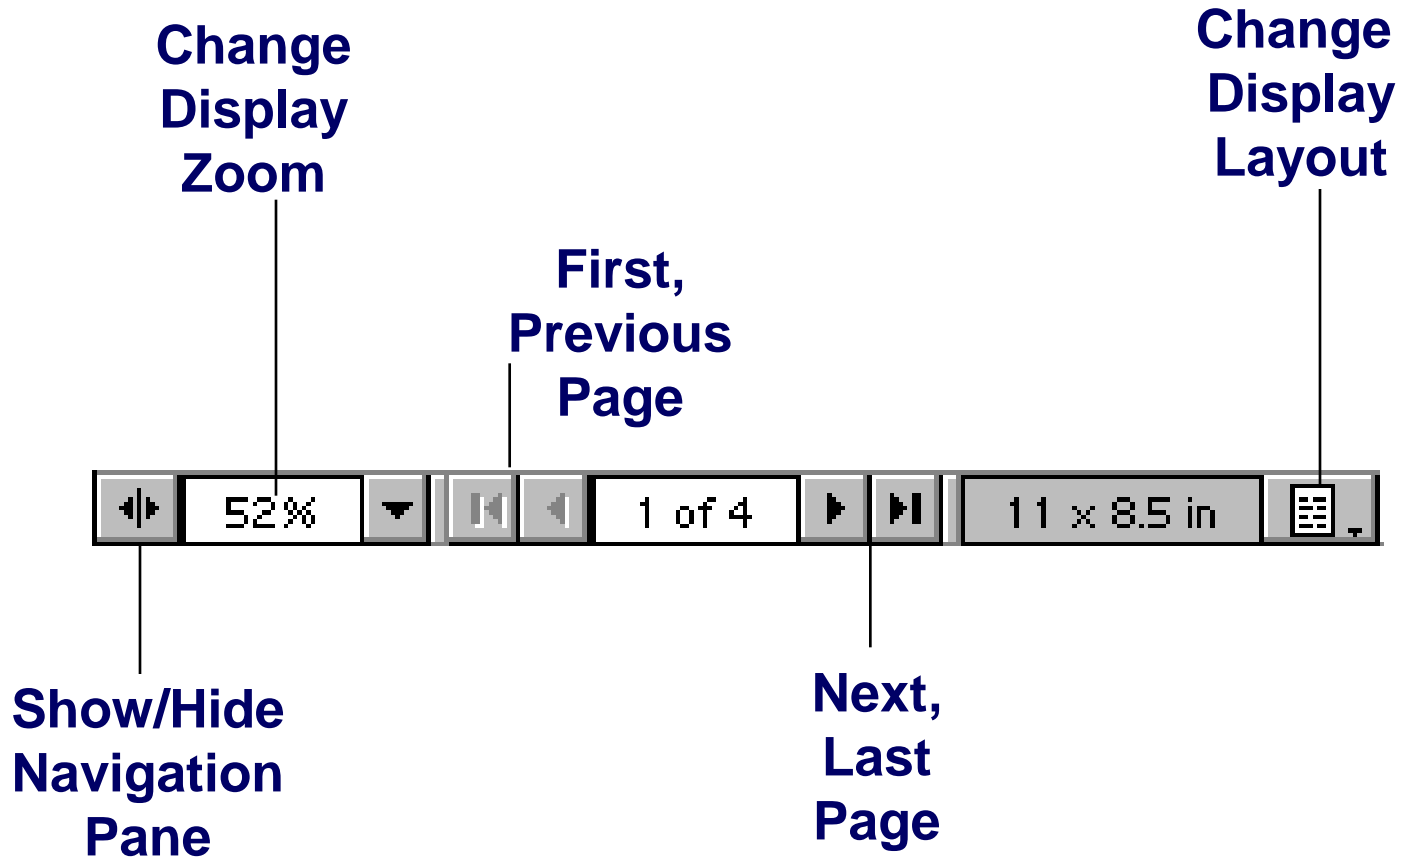 Change
Display
Zoom
Change
Display
Layout
First,
Previous
Page
52%
1 of 4
11 x 8.5 in
Show/Hide
Navigation
Pane
Next,
Last
Page